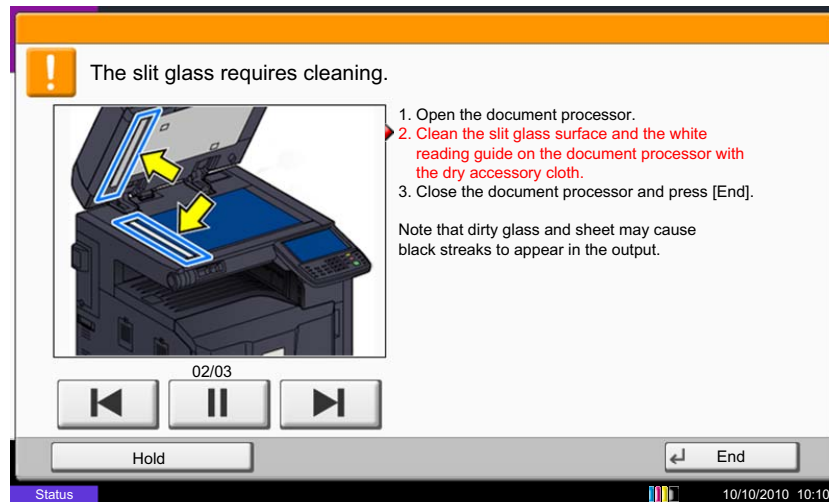 The slit glass requires cleaning.
1. Open the document processor.
2. Clean the slit glass surface and the white
reading guide on the document processor with
the dry accessory cloth.
3. Close the document processor and press [End].
Note that dirty glass and sheet may cause
black streaks to appear in the output.
02/03
Hold
End
Status
10/10/2010 10:10